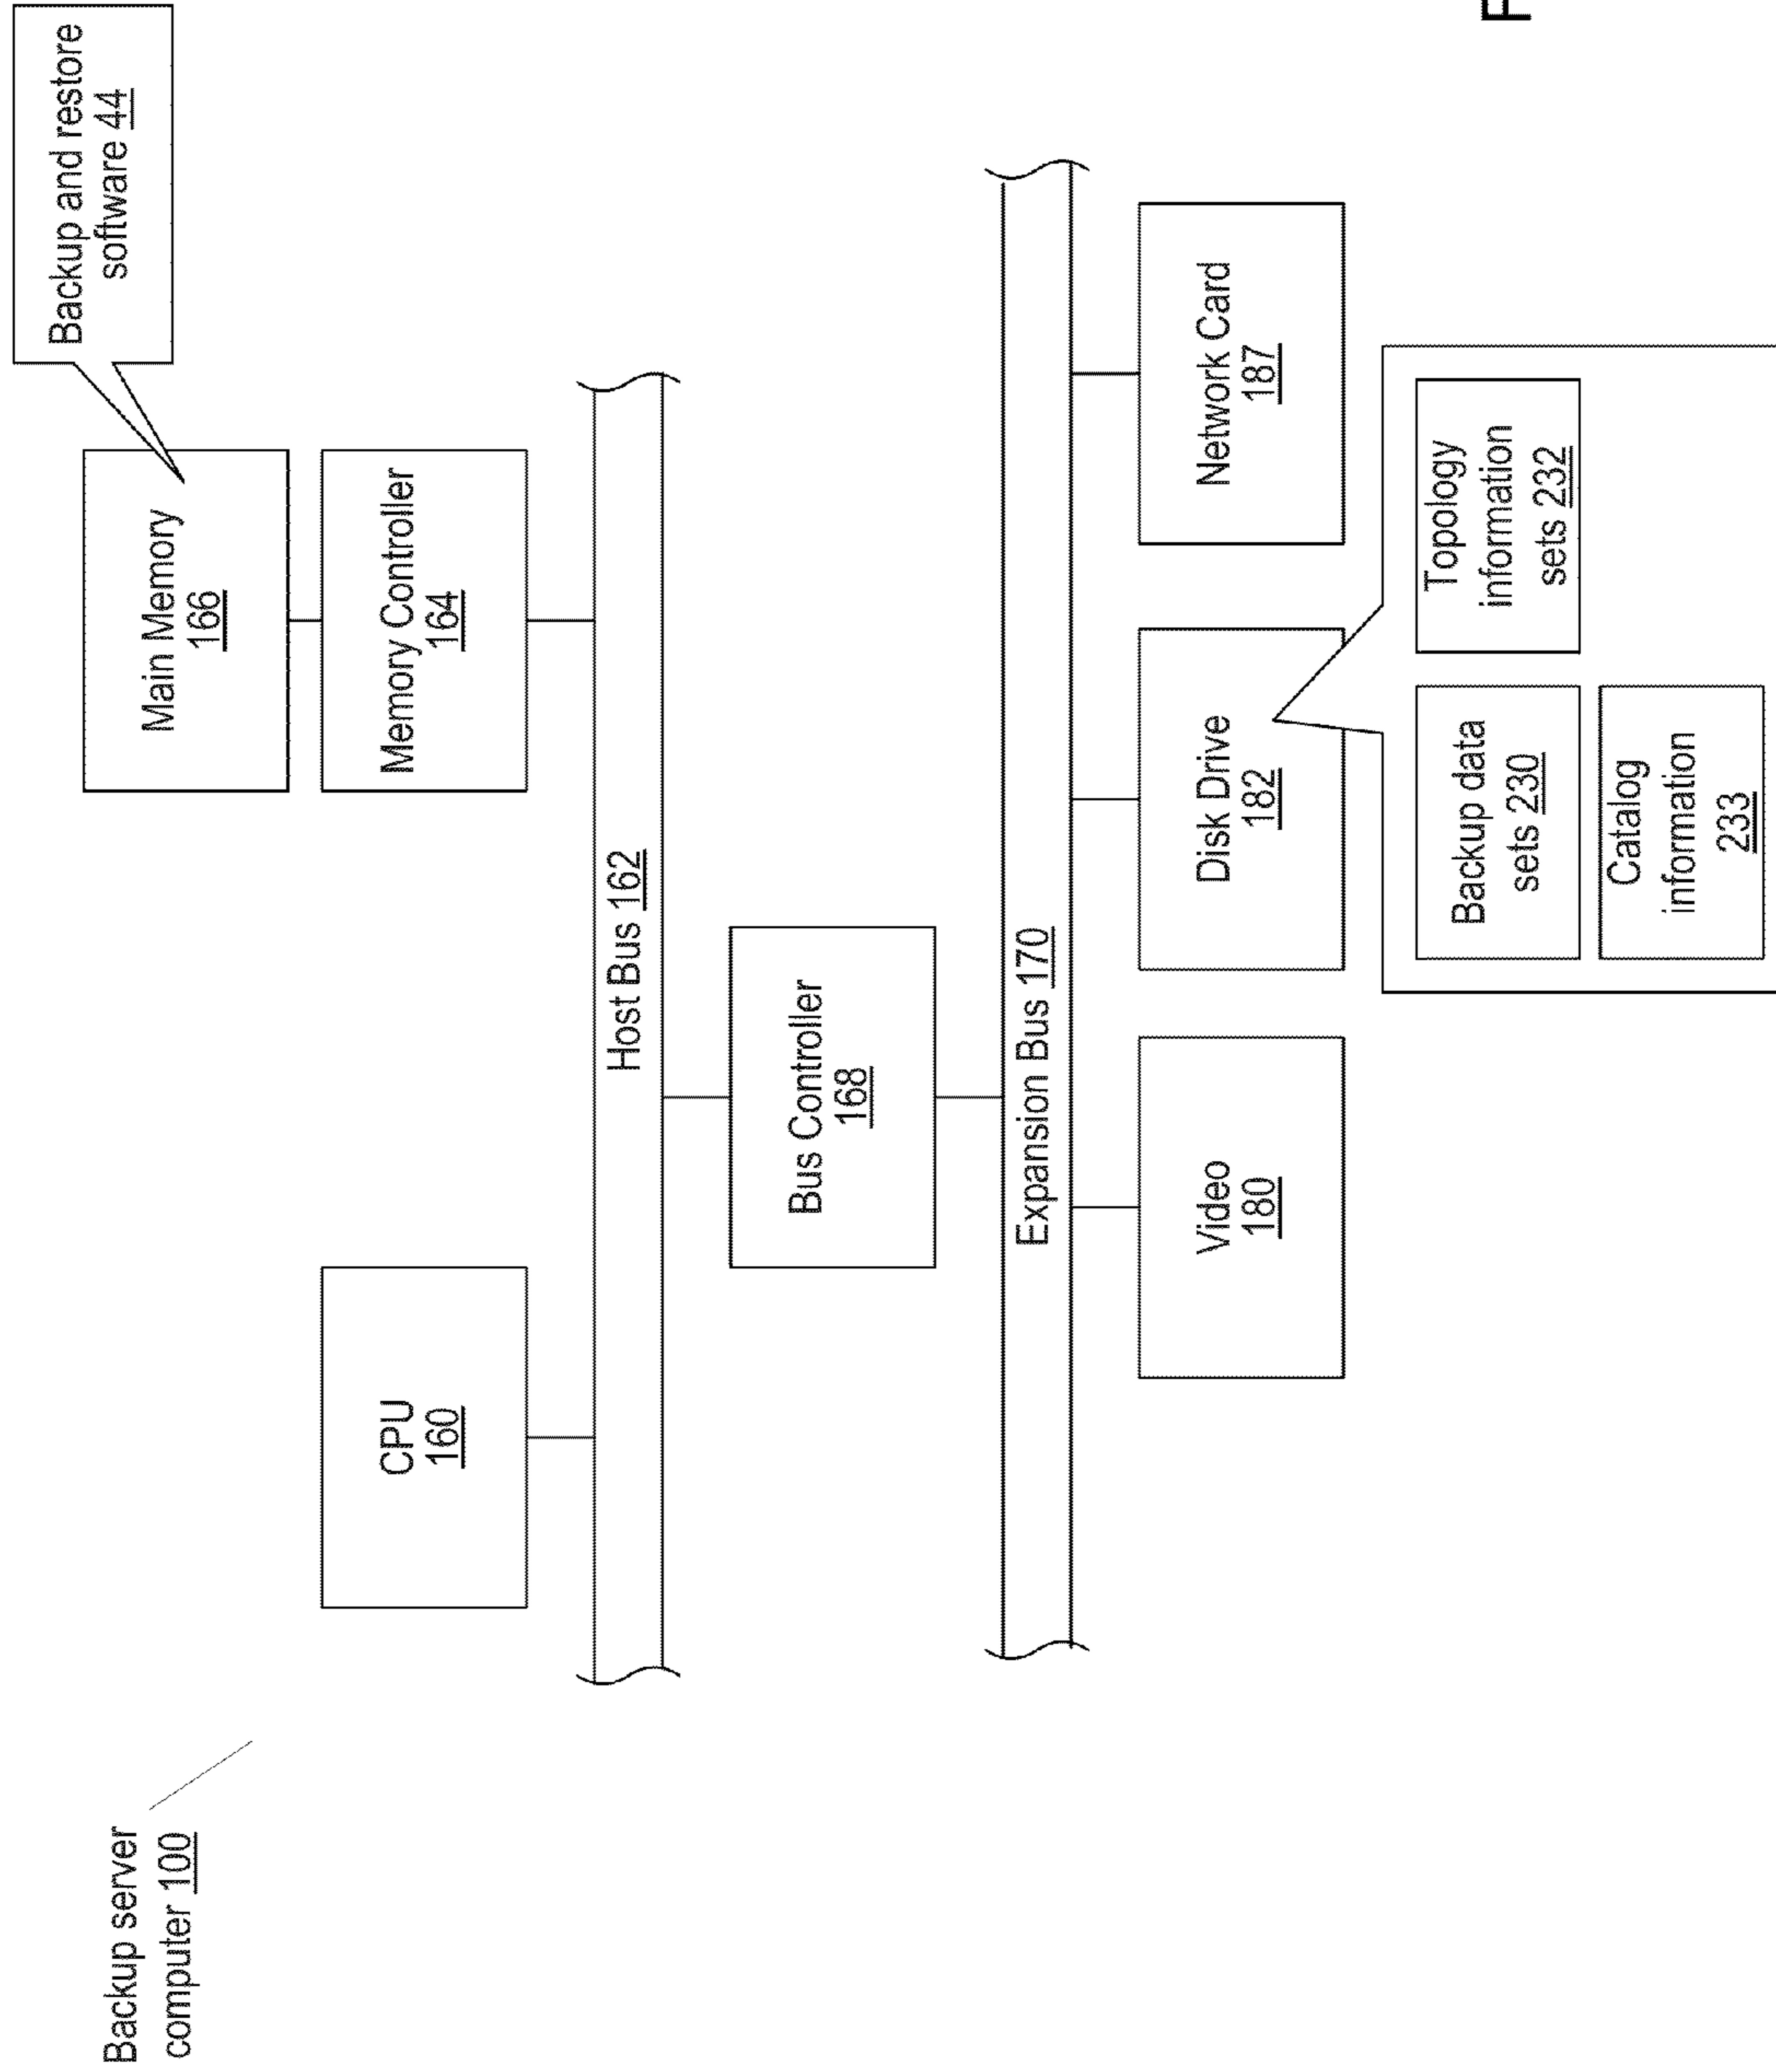 Backup server
computer 100
Backup and restore
software 44
Main Memory
166
CPU
160
Memory Controller
164
Host Bus 162
Bus Controller
168
Expansion Bus 170
Video
180
Disk Drive
182
Network Card
187
Backup data
sets 230
Topology
information
sets 232
Catalog
information
233
F